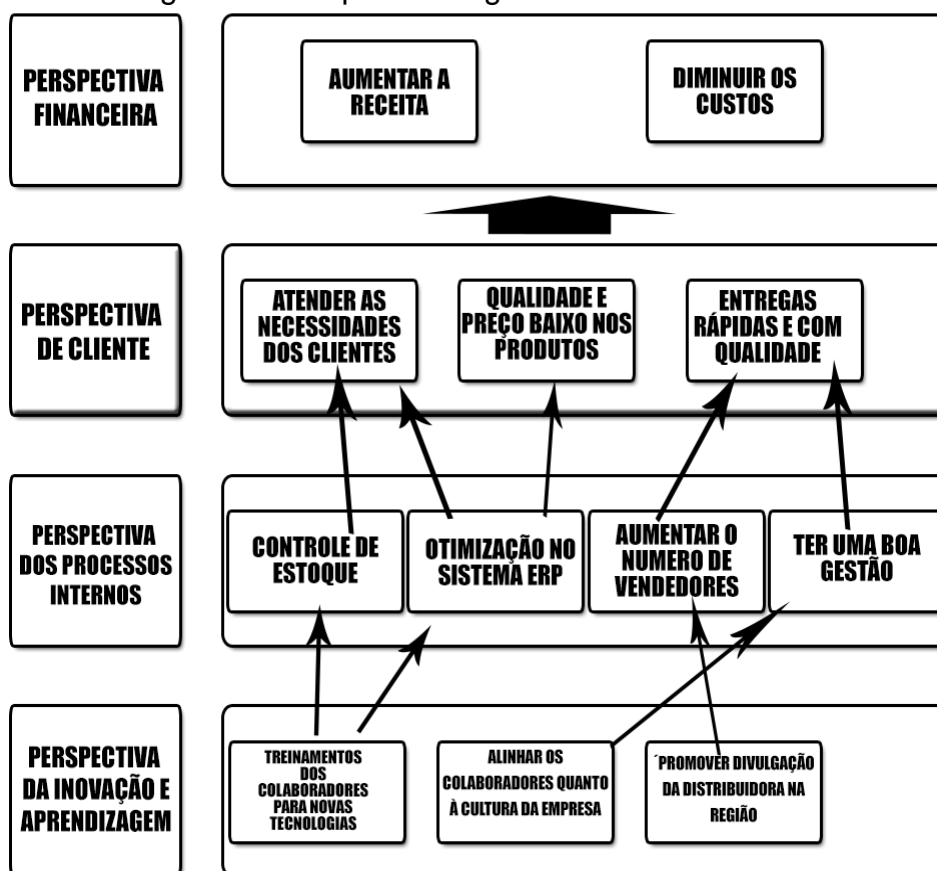 PERSPECTIVA
FINANCEIRA
AUMENTAR A
RECEITA
DIMINUIR OS
CUSTOS
PERSPECTIVA
DE CLIENTE
ATENDER AS
NECESSIDADES
DOS CLIENTES
QUALIDADE E
PREÇO BAIXO NOS
PRODUTOS
ENTREGAS
RÁPIDAS E COM
QUALIDADE
PERSPECTIVA
DOS PROCESSOS
INTERNOS
CONTROLE DE
ESTOQUE
OTIMIZAÇÃO NO
SISTEMA ERP
AUMENTAR O
NUMERO DE
VENDEDORES
TER UMA BOA
GESTÃO
PERSPECTIVA
DA INOVAÇÃO E
APRENDIZAGEM
TREINAMENTOS
DOS
COLABORADORES
PARA NOVAS
TECNOLOGIAS
ALINHAR OS
COLABORADORES QUANTO
À CULTURA DA EMPRESA
´PROMOVER DIVULGAÇÃO
DA DISTRIBUIDORA NA
REGIÃO